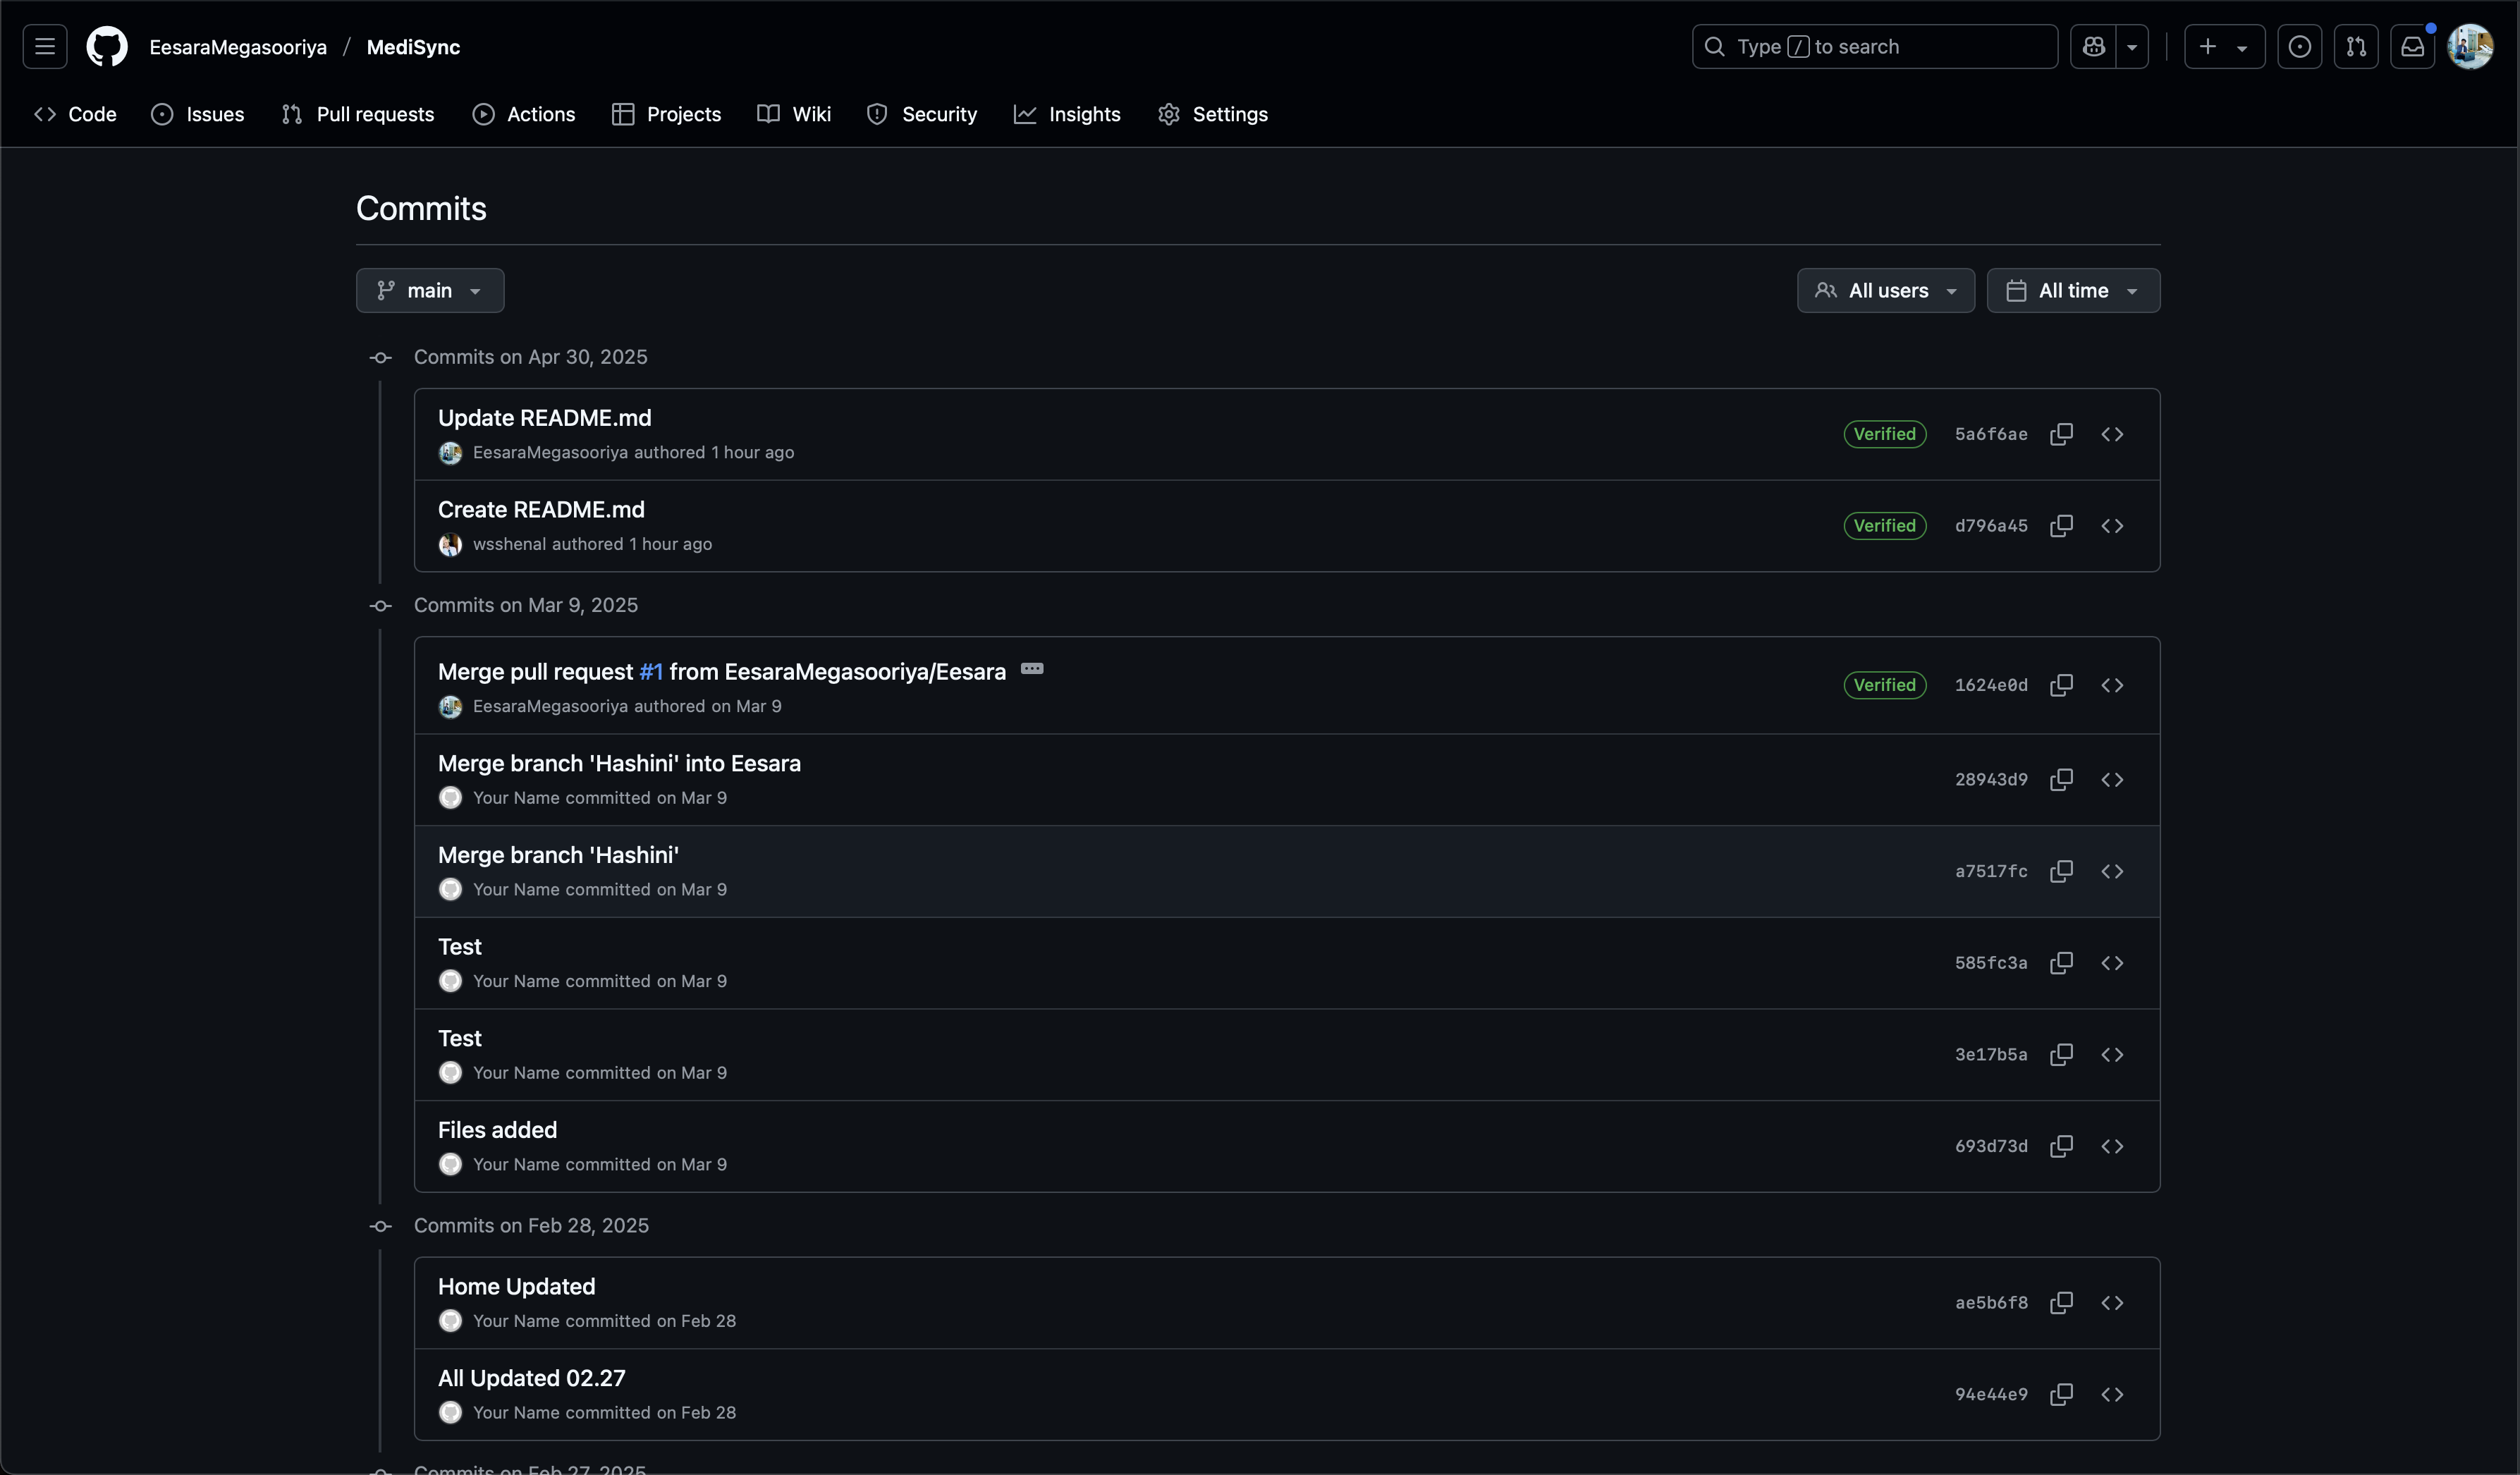 EesaraMegasooriya / MediSync
Type / to search
Code Issues Pull requests Actions Projects Wiki Security Insights Settings
Commits
main All users All time
Commits on Apr 30, 2025
Update README.md
EesaraMegasooriya authored 1 hour ago
Verified 5a6f6ae
Create README.md
wsshenal authored 1 hour ago
Verified d796a45
Commits on Mar 9, 2025
Merge pull request #1 from EesaraMegasooriya/Eesara
EesaraMegasooriya authored on Mar 9
Verified 1624e0d
Merge branch 'Hashini' into Eesara
Your Name committed on Mar 9
28943d9
Merge branch 'Hashini'
Your Name committed on Mar 9
a7517fc
Test
Your Name committed on Mar 9
585fc3a
Test
Your Name committed on Mar 9
3e17b5a
Files added
Your Name committed on Mar 9
693d73d
Commits on Feb 28, 2025
Home Updated
Your Name committed on Feb 28
ae5b6f8
All Updated 02.27
Your Name committed on Feb 28
94e44e9
Commits on Feb 27, 2025